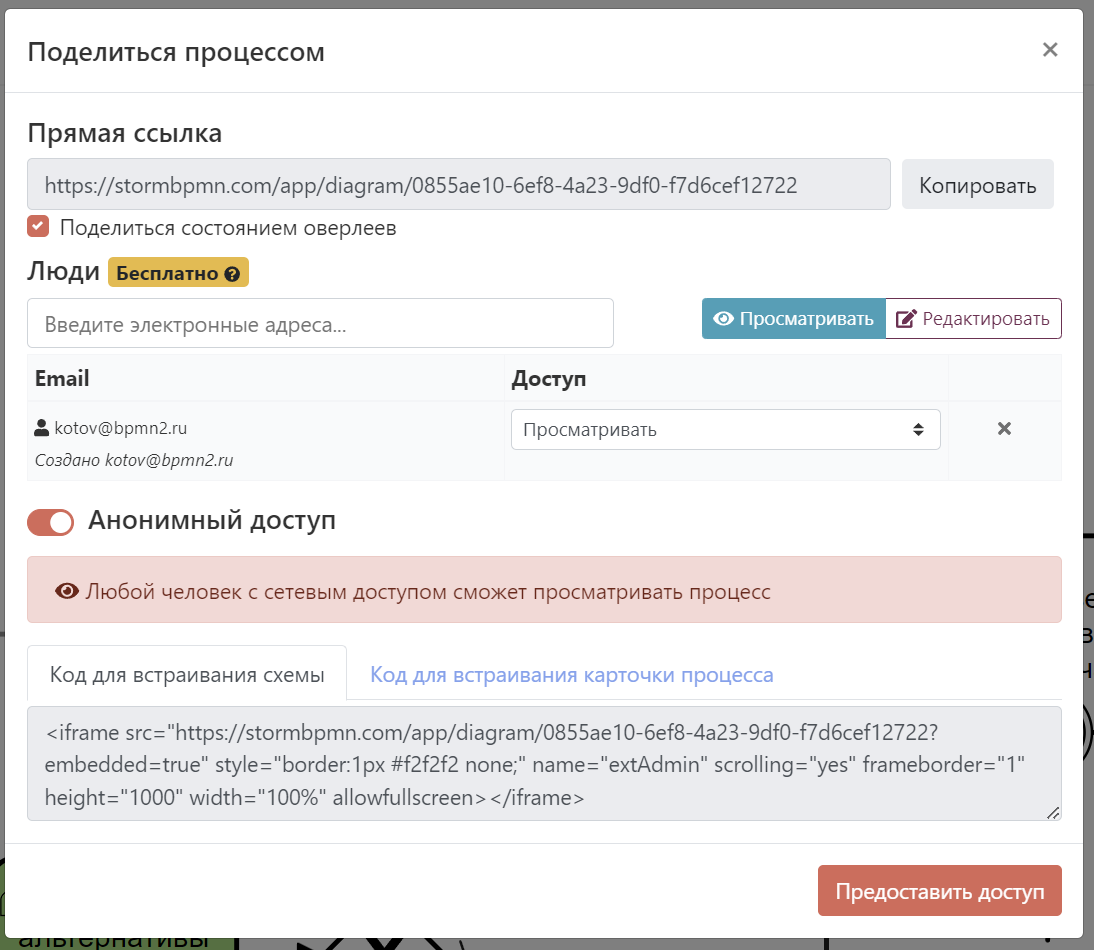 Поделиться процессом
Прямая ссылка
https://stormbpmn.com/app/diagram/0855ae10-6ef8-4a23-9df0-f7d6cef12722
Копировать
Поделиться состоянием оверлеев
Люди Бесплатно
Введите электронные адреса...
Просматривать
Редактировать
Email
Доступ
kotov@bpmn2.ru
Просматривать
Создано kotov@bpmn2.ru
Анонимный доступ
Любой человек с сетевым доступом сможет просматривать процесс
Код для встраивания схемы
Код для встраивания карточки процесса
<iframe src="https://stormbpmn.com/app/diagram/0855ae10-6ef8-4a23-9df0-f7d6cef12722?
embedded=true" style="border:1px #f2f2f2 none;" name="extAdmin" scrolling="yes" frameborder="1"
height="1000" width="100%" allowfullscreen></iframe>
Предоставить доступ
альтернативы